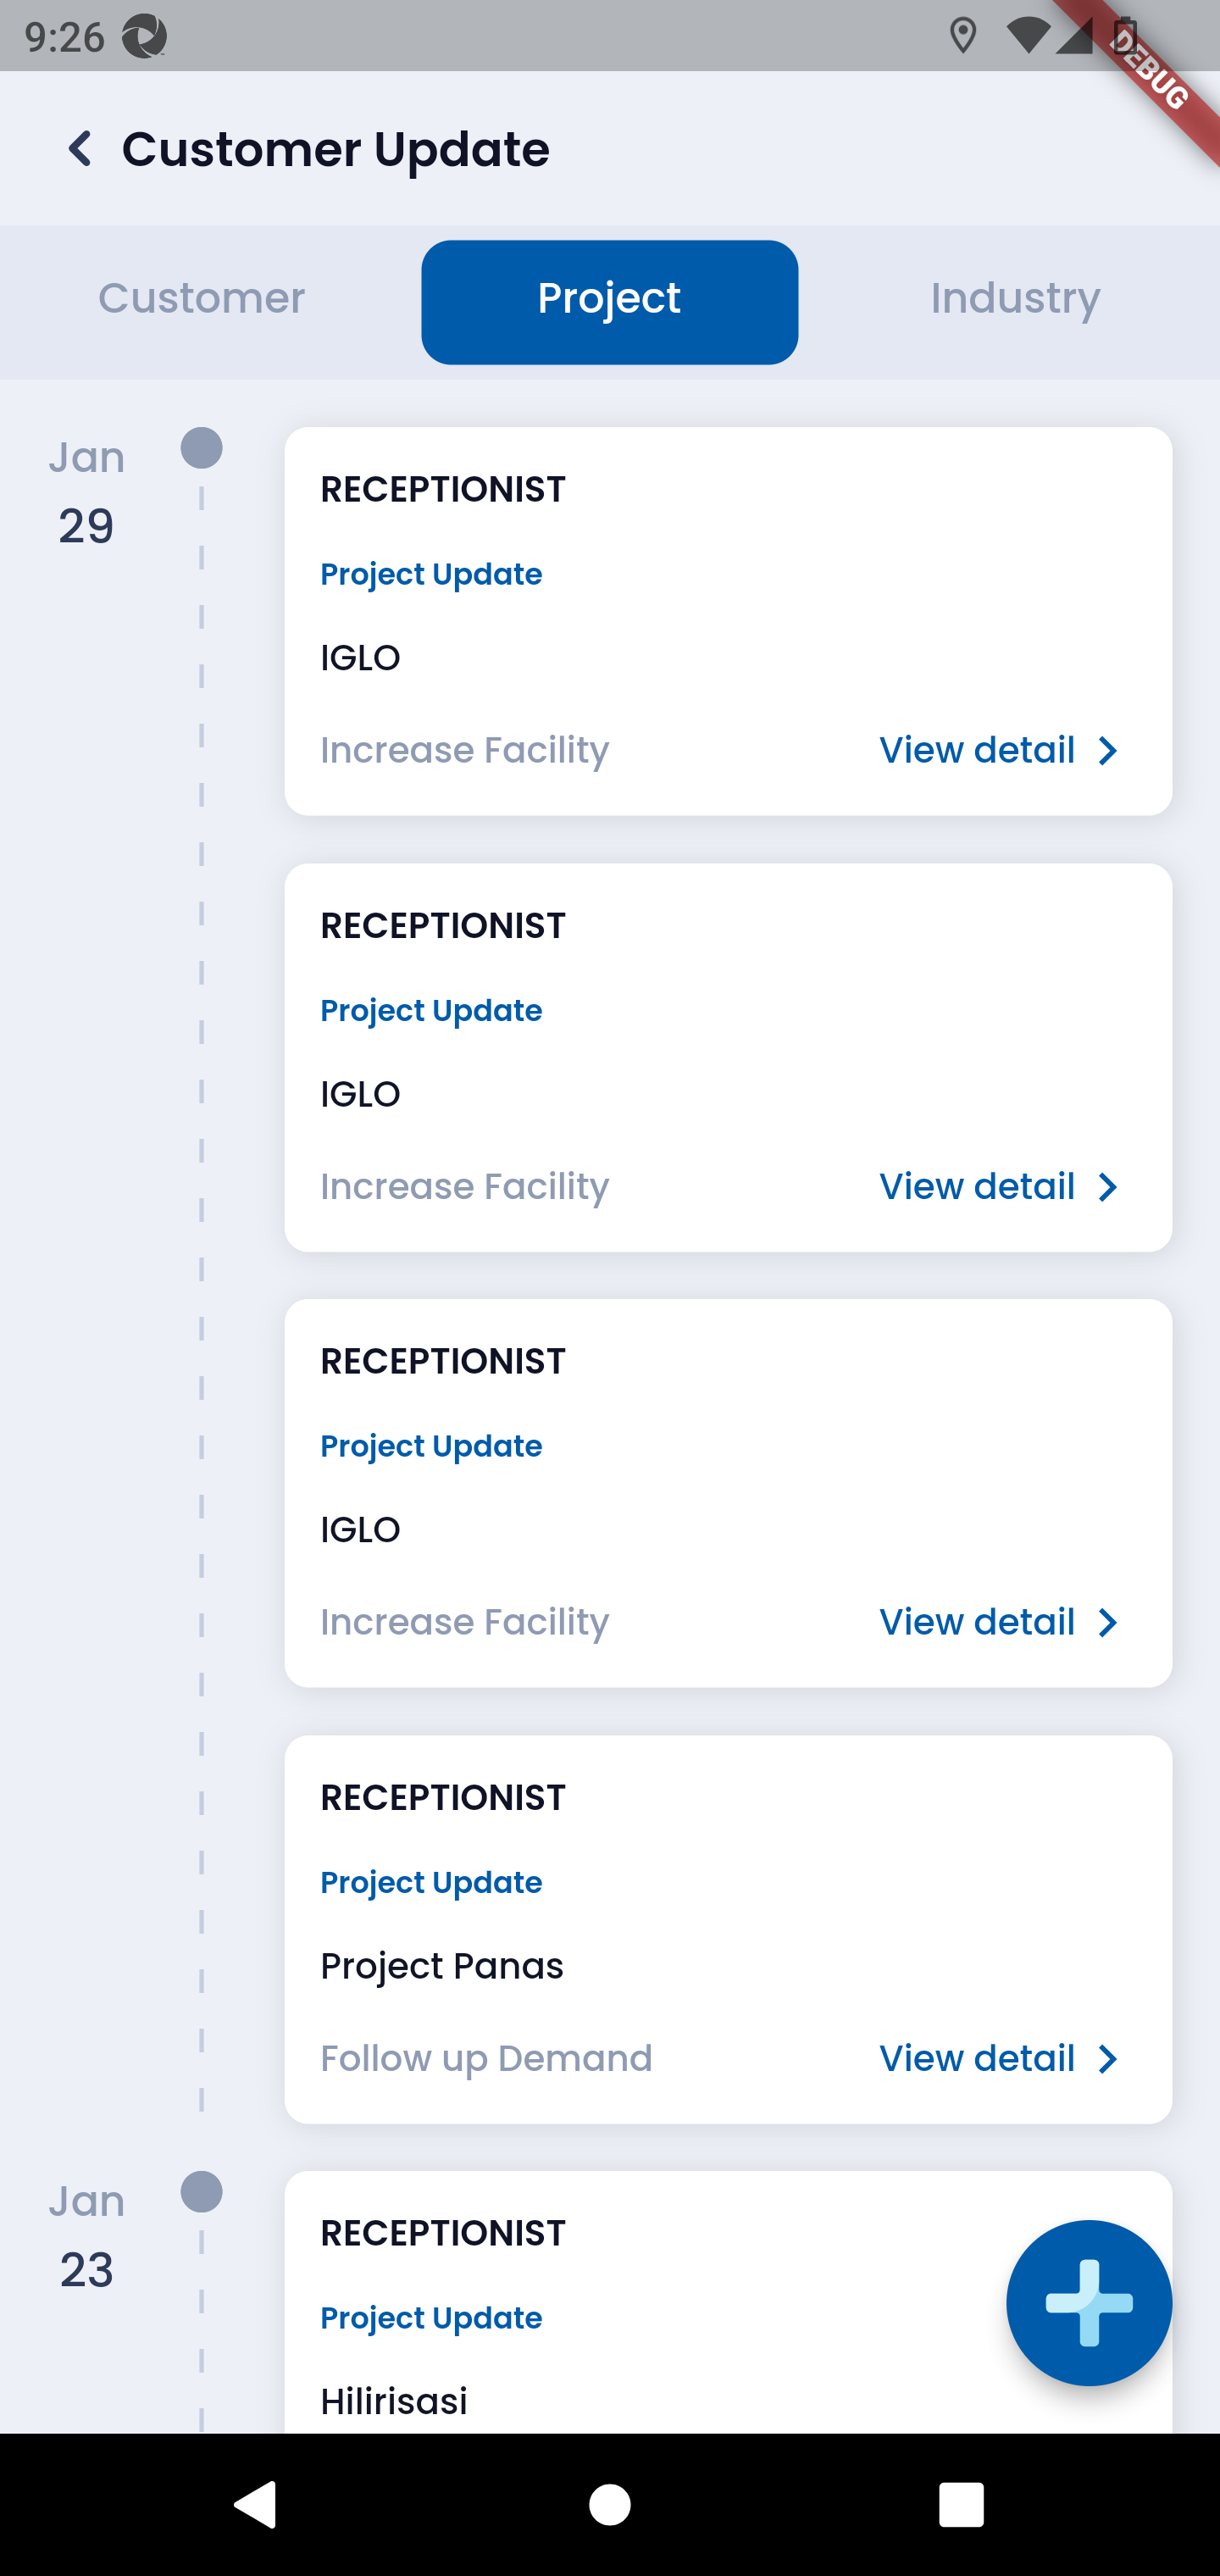 9:26
DEBUG
Customer Update
Customer Project Industry
Jan
29
RECEPTIONIST
Project Update
IGLO
Increase Facility View detail
RECEPTIONIST
Project Update
IGLO
Increase Facility View detail
RECEPTIONIST
Project Update
IGLO
Increase Facility View detail
RECEPTIONIST
Project Update
Project Panas
Follow up Demand View detail
Jan
23
RECEPTIONIST
Project Update
Hilirisasi